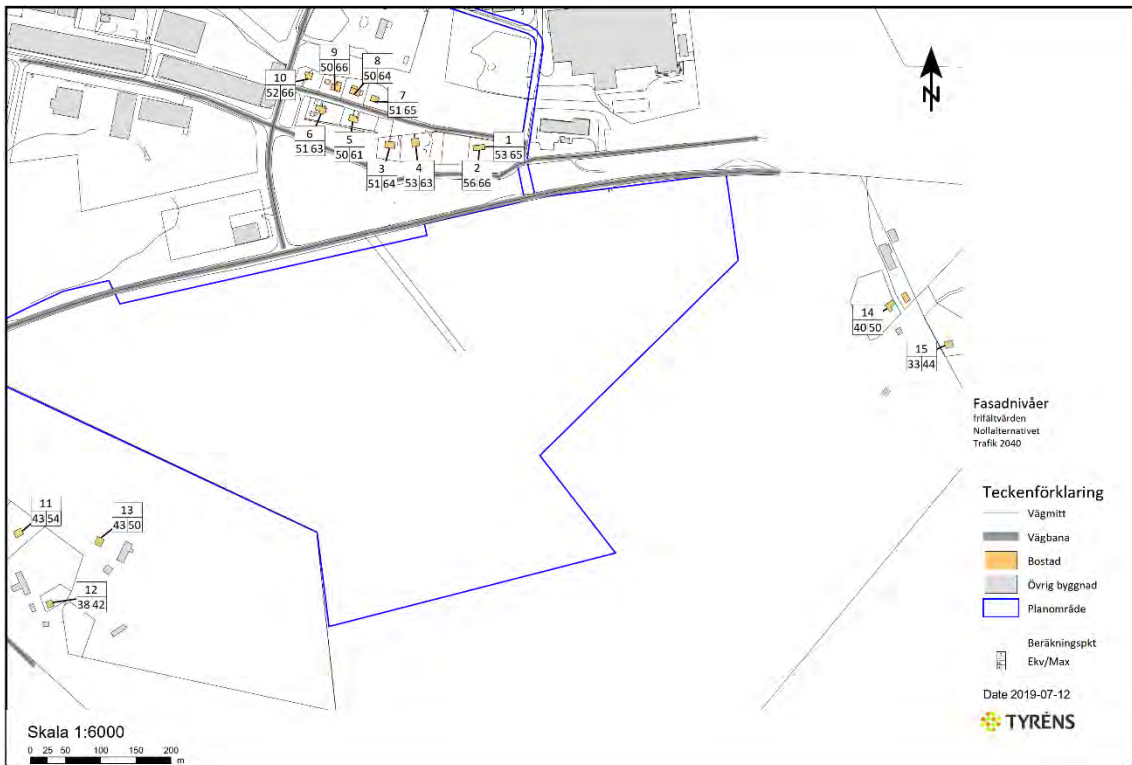 9
50 66
8
50 64
10
52 66
7
51 65
6
51 63
5
50 61
3
51 64
4
53 63
2
56 66
1
53 65
N
14
40 50
15
33 44
11
43 54
13
43 50
12
38 42
Fasadnivåer
frifältvärden
Nollalternativet
Trafik 2040
Teckenförklaring
Vägmitt
Vägbana
Bostad
Övrig byggnad
Planområde
Beräkningspkt
Ekv/Max
Date 2019-07-12
TYRÉNS
Skala 1:6000
0 25 50 100 150 200
m